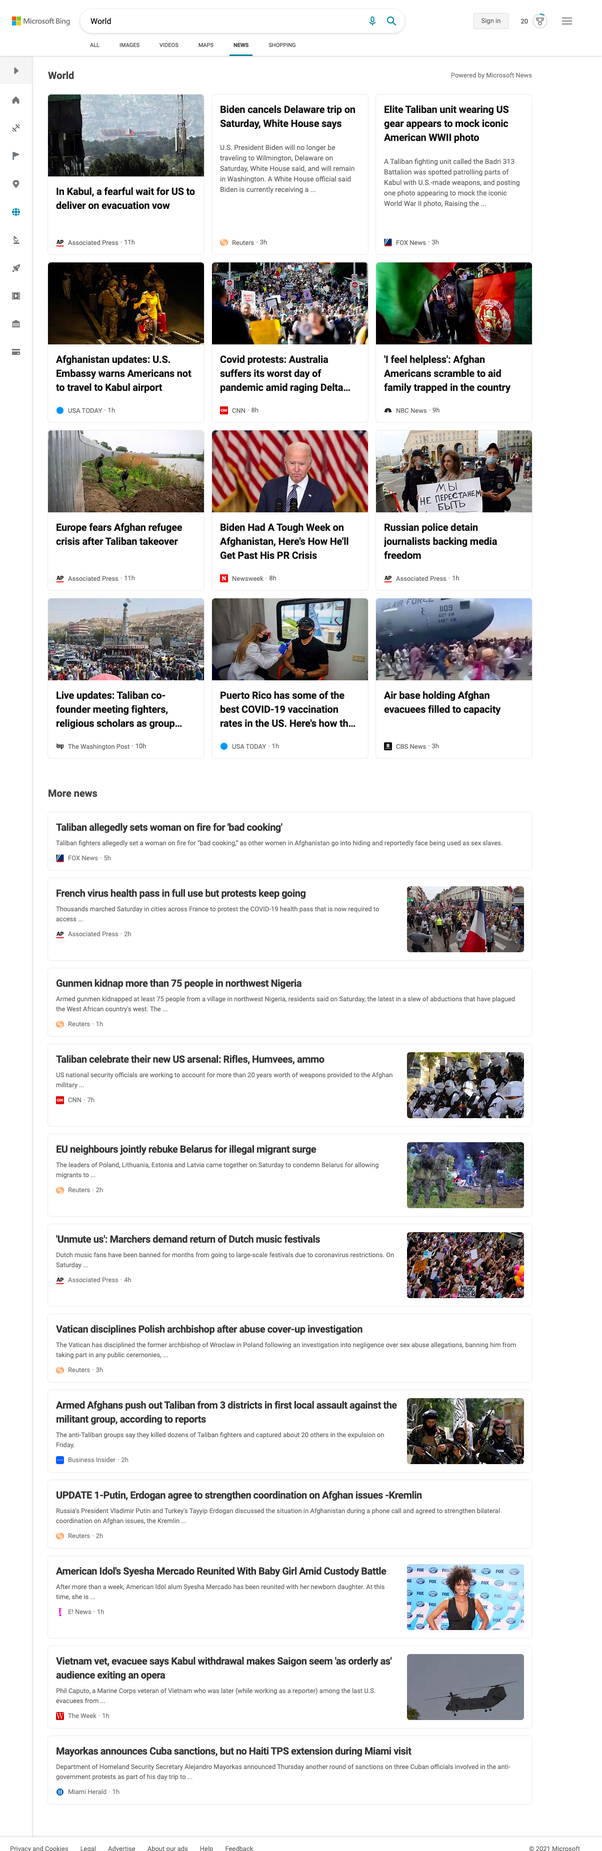 Microsoft Bing
World
Sign in
20
ALL
IMAGES
VIDEOS
MAPS
NEWS
SHOPPING
World
Powered by Microsoft News
In Kabul, a fearful wait for US to
deliver on evacuation vow
AP Associated Press · 11h
Biden cancels Delaware trip on
Saturday, White House says
U.S. President Biden will no longer be
traveling to Wilmington, Delaware on
Saturday, White House said, and will remain
in Washington. A White House official said
Biden is currently receiving a ...
Reuters · 3h
Elite Taliban unit wearing US
gear appears to mock iconic
American WWII photo
A Taliban fighting unit called the Badri 313
Battalion was spotted patrolling parts of
Kabul with U.S.-made weapons, and posting
one photo appearing to mock the iconic
World War II photo, Raising the ...
FOX News · 3h
Afghanistan updates: U.S.
Embassy warns Americans not
to travel to Kabul airport
USA TODAY · 1h
Covid protests: Australia
suffers its worst day of
pandemic amid raging Delta...
CNN · 8h
'I feel helpless': Afghan
Americans scramble to aid
family trapped in the country
NBC News · 9h
Europe fears Afghan refugee
crisis after Taliban takeover
AP Associated Press · 11h
Biden Had A Tough Week on
Afghanistan, Here's How He'll
Get Past His PR Crisis
N Newsweek · 8h
МЫ
НЕ ПЕРЕСТАНЕМ
БЫТЬ
Russian police detain
journalists backing media
freedom
AP Associated Press · 1h
Live updates: Taliban co-
founder meeting fighters,
religious scholars as group...
wp The Washington Post · 10h
Puerto Rico has some of the
best COVID-19 vaccination
rates in the US. Here's how th...
USA TODAY · 1h
AIR FORCE
1109
Air base holding Afghan
evacuees filled to capacity
CBS News · 3h
More news
Taliban allegedly sets woman on fire for 'bad cooking'
Taliban fighters allegedly set a woman on fire for "bad cooking," as other women in Afghanistan go into hiding and reportedly face being used as sex slaves.
FOX News · 5h
French virus health pass in full use but protests keep going
Thousands marched Saturday in cities across France to protest the COVID-19 health pass that is now required to
access ...
AP Associated Press · 2h
Gunmen kidnap more than 75 people in northwest Nigeria
Armed gunmen kidnapped at least 75 people from a village in northwest Nigeria, residents said on Saturday, the latest in a slew of abductions that have plagued
the West African country's west. The ...
Reuters · 1h
Taliban celebrate their new US arsenal: Rifles, Humvees, ammo
US national security officials are working to account for more than 20 years worth of weapons provided to the Afghan
military ...
CNN · 7h
EU neighbours jointly rebuke Belarus for illegal migrant surge
The leaders of Poland, Lithuania, Estonia and Latvia came together on Saturday to condemn Belarus for allowing
migrants to ...
Reuters · 2h
'Unmute us': Marchers demand return of Dutch music festivals
Dutch music fans have been banned for months from going to large-scale festivals due to coronavirus restrictions. On
Saturday ...
AP Associated Press · 4h
Vatican disciplines Polish archbishop after abuse cover-up investigation
The Vatican has disciplined the former archbishop of Wroclaw in Poland following an investigation into negligence over sex abuse allegations, banning him from
taking part in any public ceremonies, ...
Reuters · 3h
Armed Afghans push out Taliban from 3 districts in first local assault against the
militant group, according to reports
The anti-Taliban groups say they killed dozens of Taliban fighters and captured about 20 others in the expulsion on
Friday.
Business Insider · 2h
UPDATE 1-Putin, Erdogan agree to strengthen coordination on Afghan issues -Kremlin
Russia's President Vladimir Putin and Turkey's Tayyip Erdogan discussed the situation in Afghanistan during a phone call and agreed to strengthen bilateral
coordination on Afghan issues, the Kremlin ...
Reuters · 2h
American Idol's Syesha Mercado Reunited With Baby Girl Amid Custody Battle
After more than a week, American Idol alum Syesha Mercado has been reunited with her newborn daughter. At this
time, she is ...
E! News · 1h
Vietnam vet, evacuee says Kabul withdrawal makes Saigon seem 'as orderly as'
audience exiting an opera
Phil Caputo, a Marine Corps veteran of Vietnam who was later (while working as a reporter) among the last U.S.
evacuees from ...
The Week · 1h
Mayorkas announces Cuba sanctions, but no Haiti TPS extension during Miami visit
Department of Homeland Security Secretary Alejandro Mayorkas announced Thursday another round of sanctions on three Cuban officials involved in the anti-
government protests as part of his day trip to ...
Miami Herald · 1h
Privacy and Cookies
Legal
Advertise
About our ads
Help
Feedback
© 2021 Microsoft